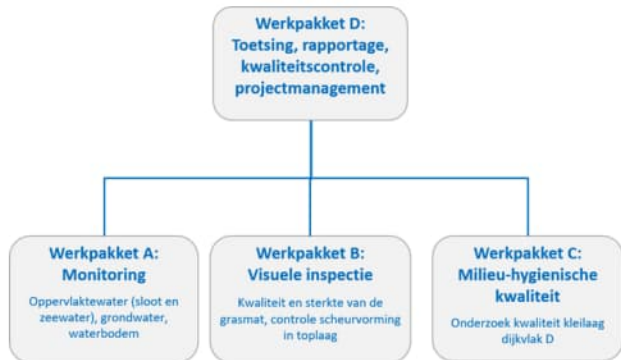 Werkpakket D:
Toetsing, rapportage,
kwaliteitscontrole,
projectmanagement
Werkpakket A:
Monitoring
Oppervlaktewater (sloot en
zeewater), grondwater,
waterbodem
Werkpakket B:
Visuele inspectie
Kwaliteit en sterkte van de
grasmat, controle scheurvorming
in toplaag
Werkpakket C:
Milieu-hygienische
kwaliteit
Onderzoek kwaliteit kleilaag
dijkvlak D